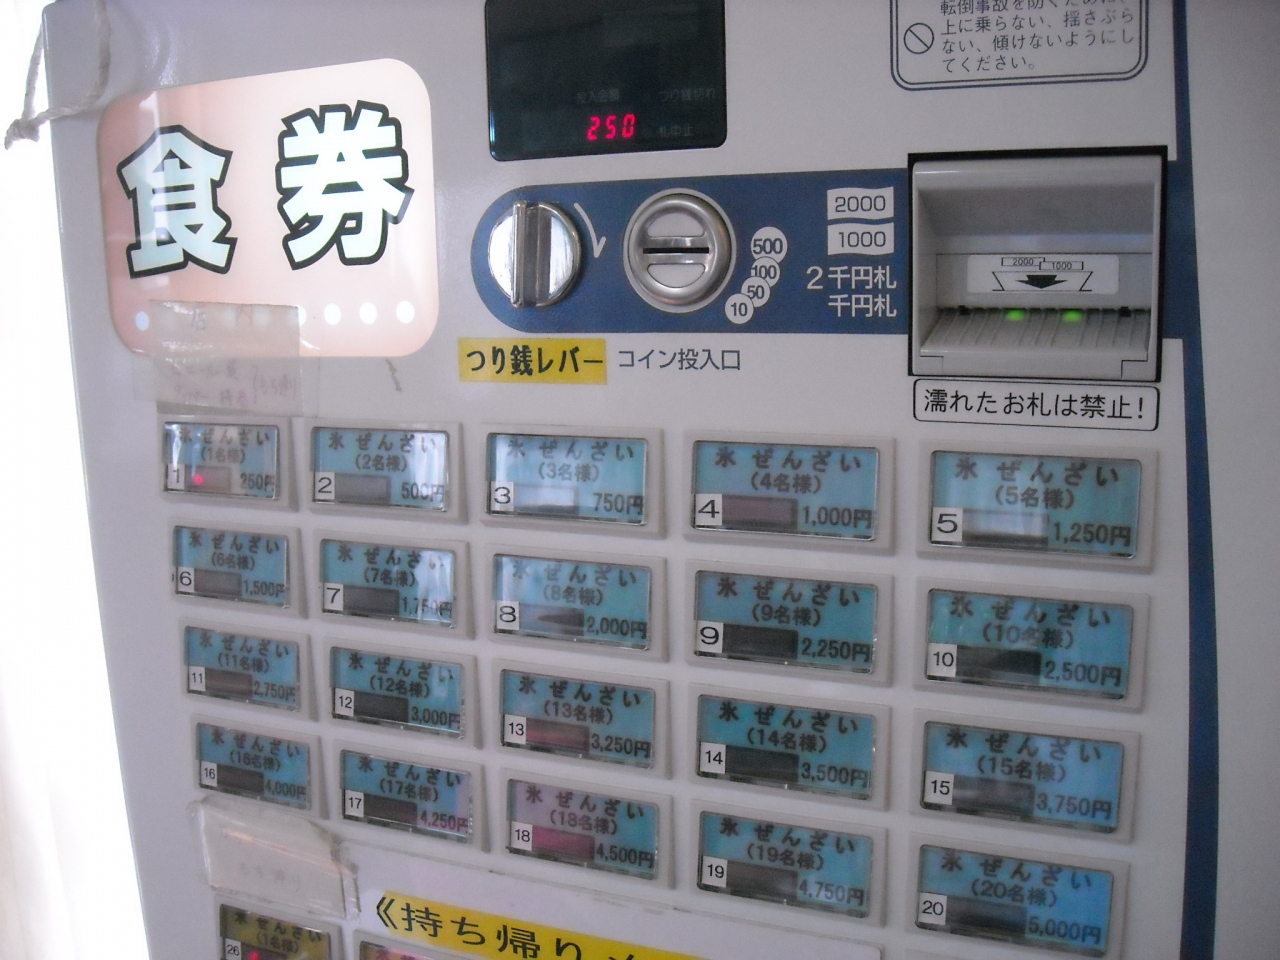 転倒事故を防ぐために、
上に乗らない、揺さぶら
ない、傾けないようにし
てください。
投入金額 つり銭切れ
250 札中止
食券
2000
1000
500
100
50
10
2千円札
千円札
2000 1000
つり銭レバー コイン投入口
濡れたお札は禁止!
氷ぜんざい
(1名様)
1 250円
氷ぜんざい
(2名様)
2 500円
氷ぜんざい
(3名様)
3 750円
氷ぜんざい
(4名様)
4 1,000円
氷ぜんざい
(5名様)
5 1,250円
氷ぜんざい
(6名様)
6 1,500円
氷ぜんざい
(7名様)
7 1,750円
氷ぜんざい
(8名様)
8 2,000円
氷ぜんざい
(9名様)
9 2,250円
氷ぜんざい
(10名様)
10 2,500円
氷ぜんざい
(11名様)
11 2,750円
氷ぜんざい
(12名様)
12 3,000円
氷ぜんざい
(13名様)
13 3,250円
氷ぜんざい
(14名様)
14 3,500円
氷ぜんざい
(15名様)
15 3,750円
氷ぜんざい
(16名様)
16 4,000円
氷ぜんざい
(17名様)
17 4,250円
氷ぜんざい
(18名様)
18 4,500円
氷ぜんざい
(19名様)
19 4,750円
氷ぜんざい
(20名様)
20 5,000円
《持ち帰り
氷ぜんざい
(1名様)
26